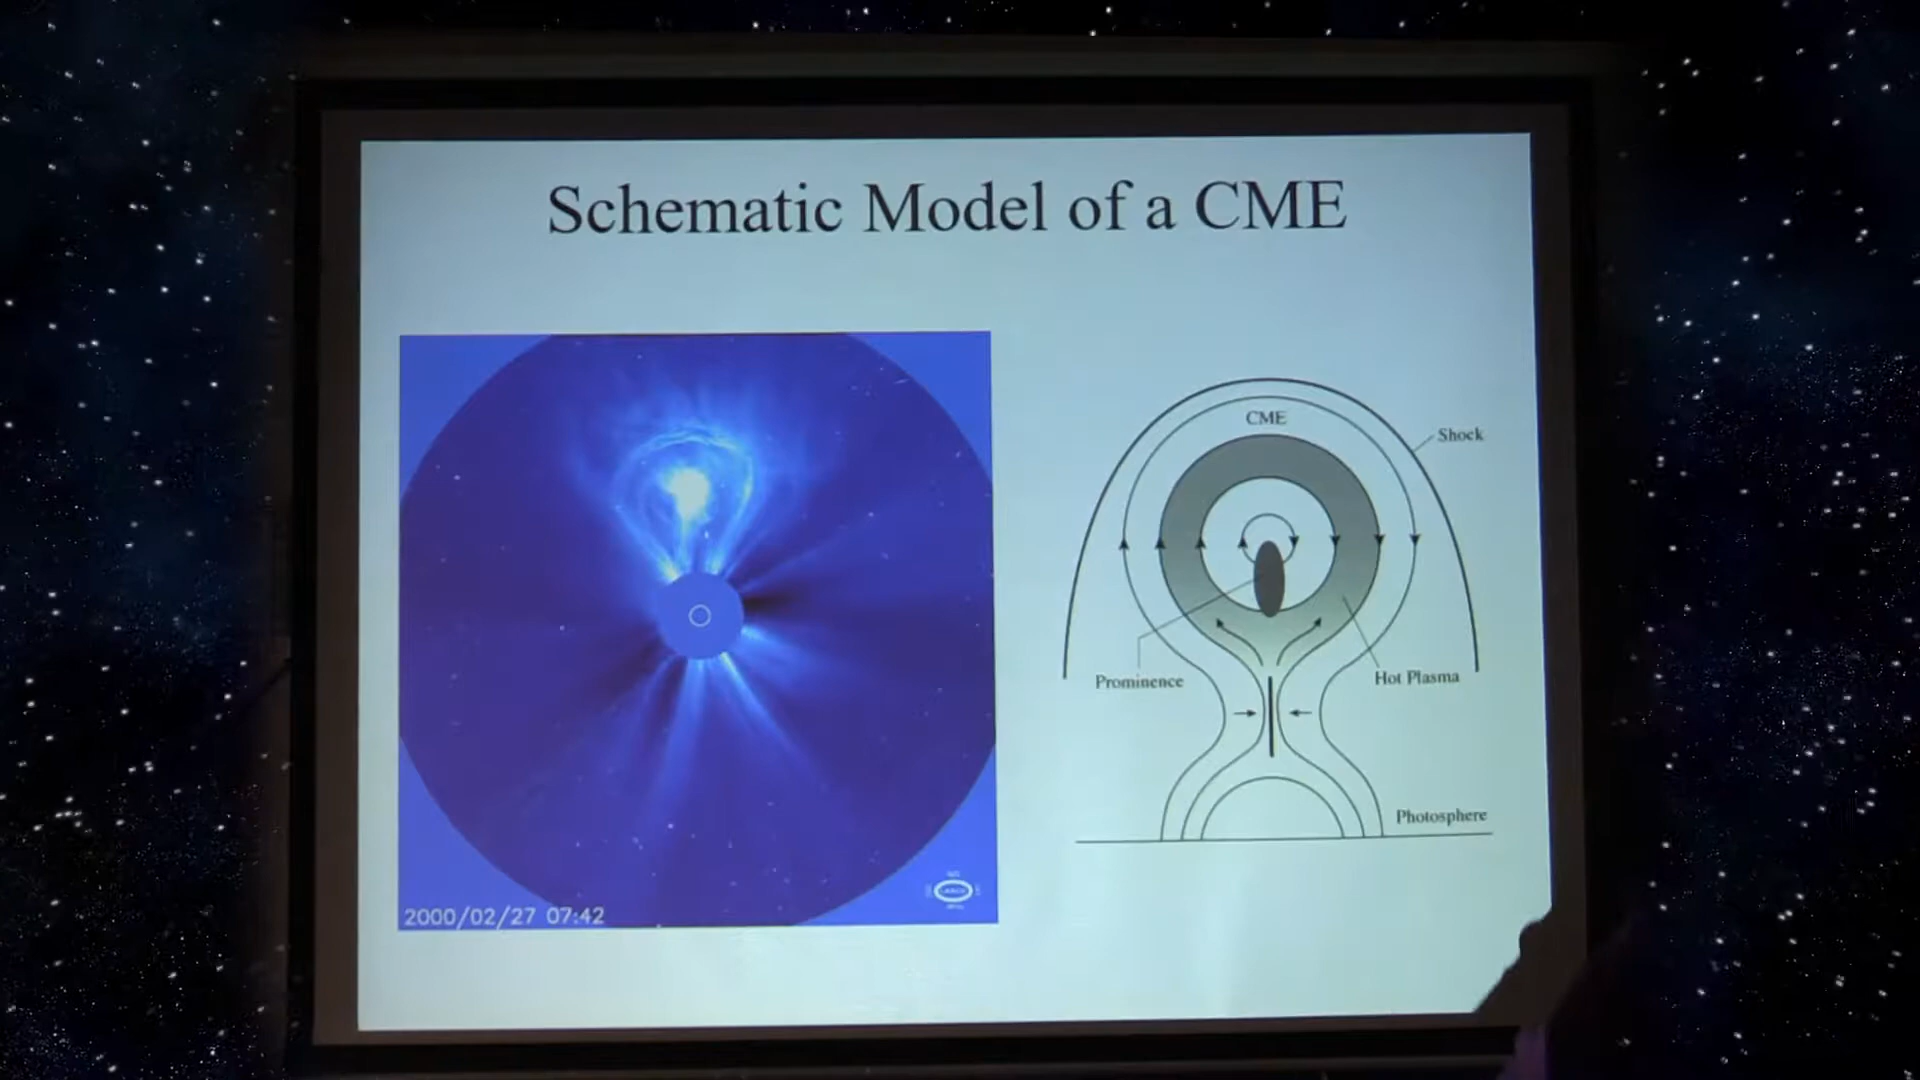 Schematic Model of a CME
CME
Shock
Prominence
Hot Plasma
Photosphere
2000/02/27 07:42